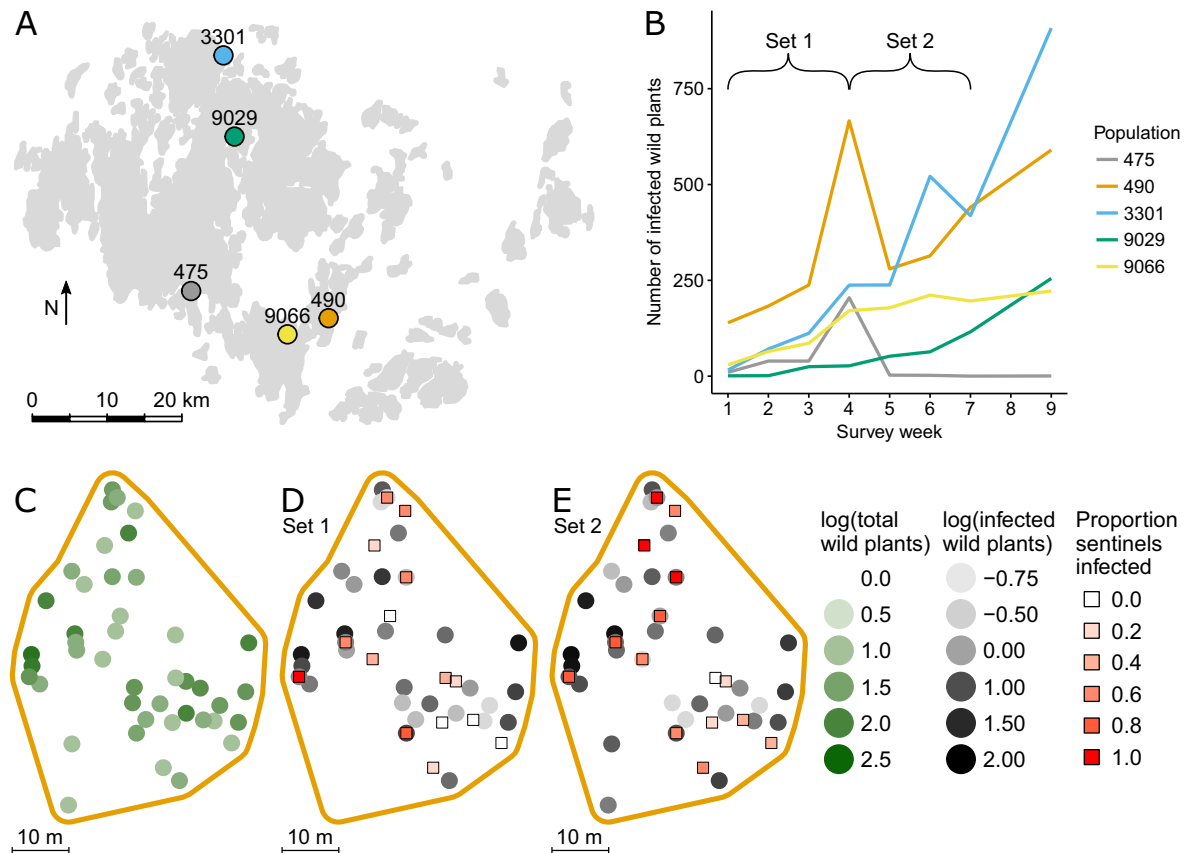 A
3301
9029
475
490
9066
N
0 10 20 km
B
Set 1 Set 2
Number of infected wild plants
750
500
250
0
1 2 3 4 5 6 7 8 9
Survey week
Population
475
490
3301
9029
9066
C
10 m
D
Set 1
10 m
E
Set 2
10 m
log(total
wild plants)
0.0
0.5
1.0
1.5
2.0
2.5
log(infected
wild plants)
−0.75
−0.50
0.00
1.00
1.50
2.00
Proportion
sentinels
infected
0.0
0.2
0.4
0.6
0.8
1.0